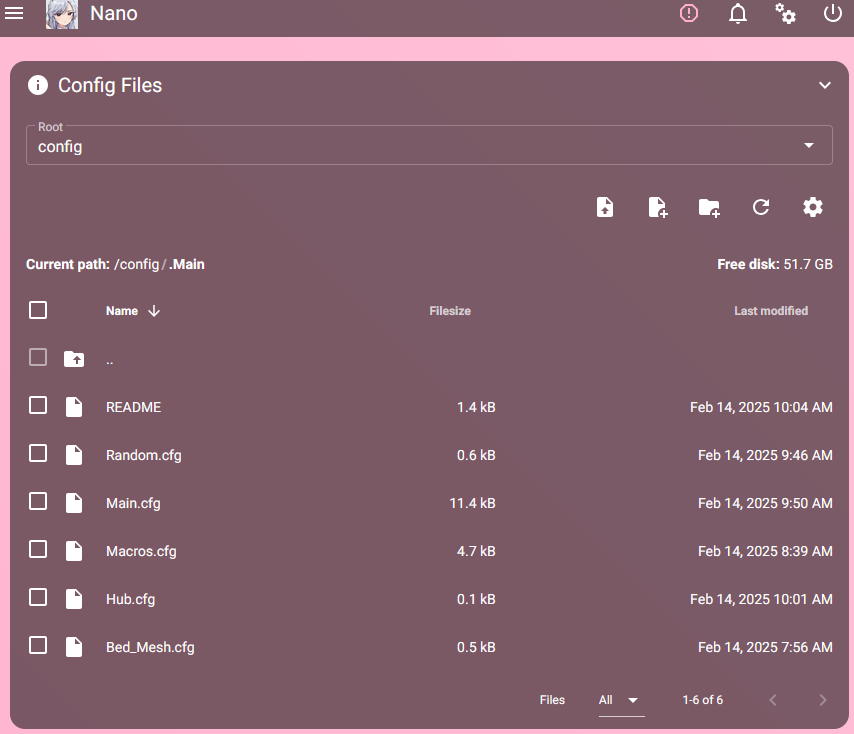 Nano
Config Files
Root
config
Current path: /config/.Main Free disk: 51.7 GB
Name Filesize Last modified
..
README 1.4 kB Feb 14, 2025 10:04 AM
Random.cfg 0.6 kB Feb 14, 2025 9:46 AM
Main.cfg 11.4 kB Feb 14, 2025 9:50 AM
Macros.cfg 4.7 kB Feb 14, 2025 8:39 AM
Hub.cfg 0.1 kB Feb 14, 2025 10:01 AM
Bed_Mesh.cfg 0.5 kB Feb 14, 2025 7:56 AM
Files All 1-6 of 6